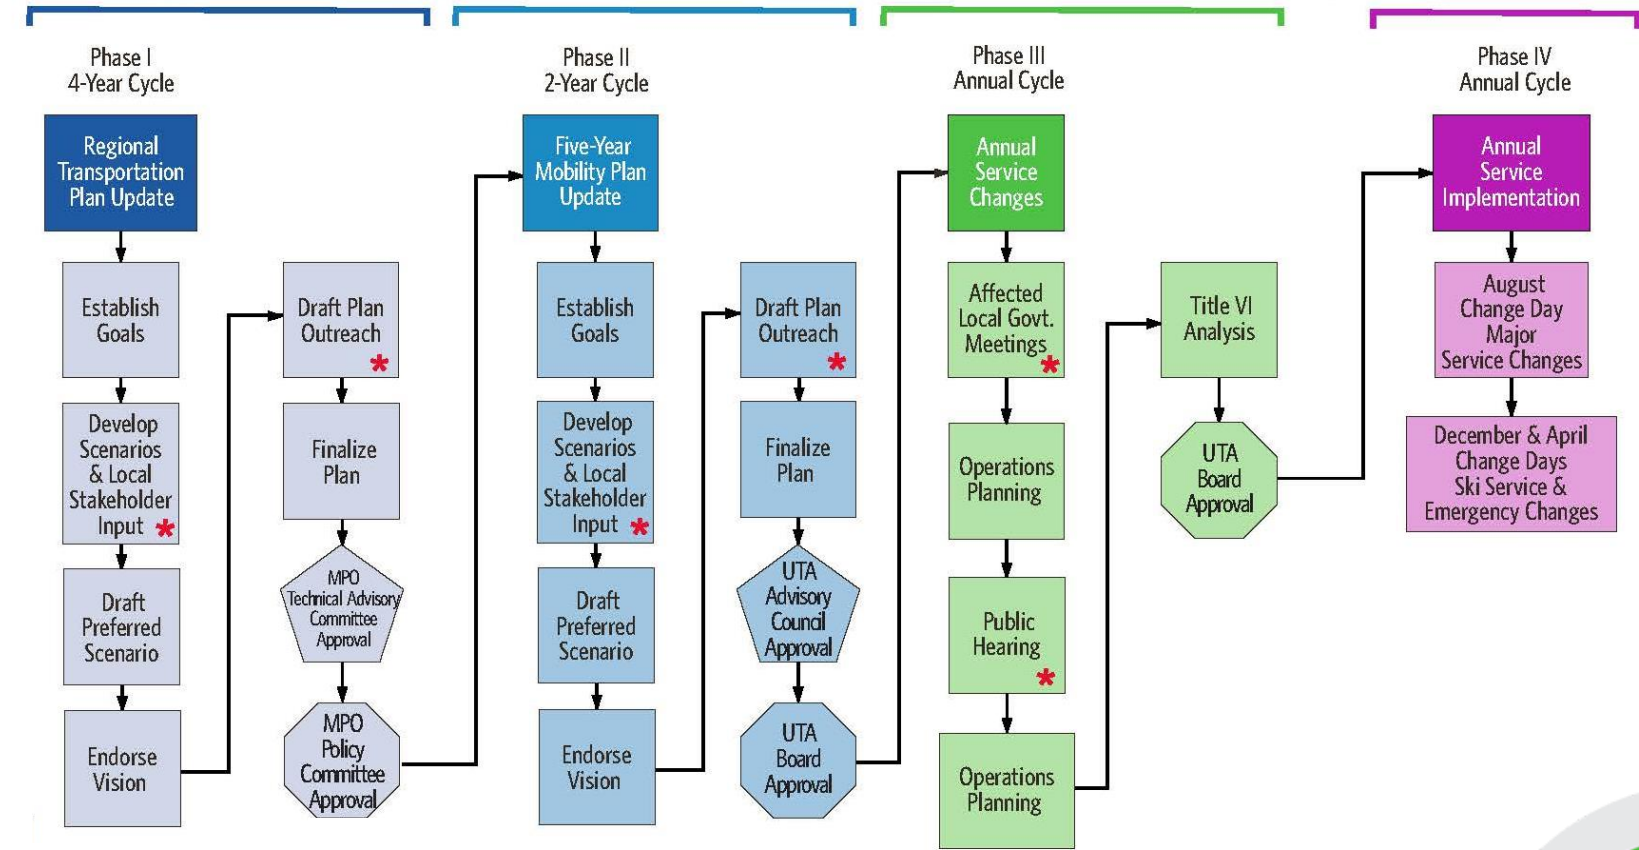 Phase I
4-Year Cycle
Regional
Transportation
Plan Update
Establish
Goals
Develop
Scenarios
& Local
Stakeholder
Input *
Draft
Preferred
Scenario
Endorse
Vision
Draft Plan
Outreach
*
Finalize
Plan
MPO
Technical Advisory
Committee
Approval
MPO
Policy
Committee
Approval
Phase II
2-Year Cycle
Five-Year
Mobility Plan
Update
Establish
Goals
Develop
Scenarios
& Local
Stakeholder
Input *
Draft
Preferred
Scenario
Endorse
Vision
Draft Plan
Outreach
*
Finalize
Plan
UTA
Advisory
Council
Approval
UTA
Board
Approval
Phase III
Annual Cycle
Annual
Service
Changes
Affected
Local Govt.
Meetings
*
Operations
Planning
Public
Hearing
*
Operations
Planning
Title VI
Analysis
UTA
Board
Approval
Phase IV
Annual Cycle
Annual
Service
Implementation
August
Change Day
Major
Service Changes
December & April
Change Days
Ski Service &
Emergency Changes